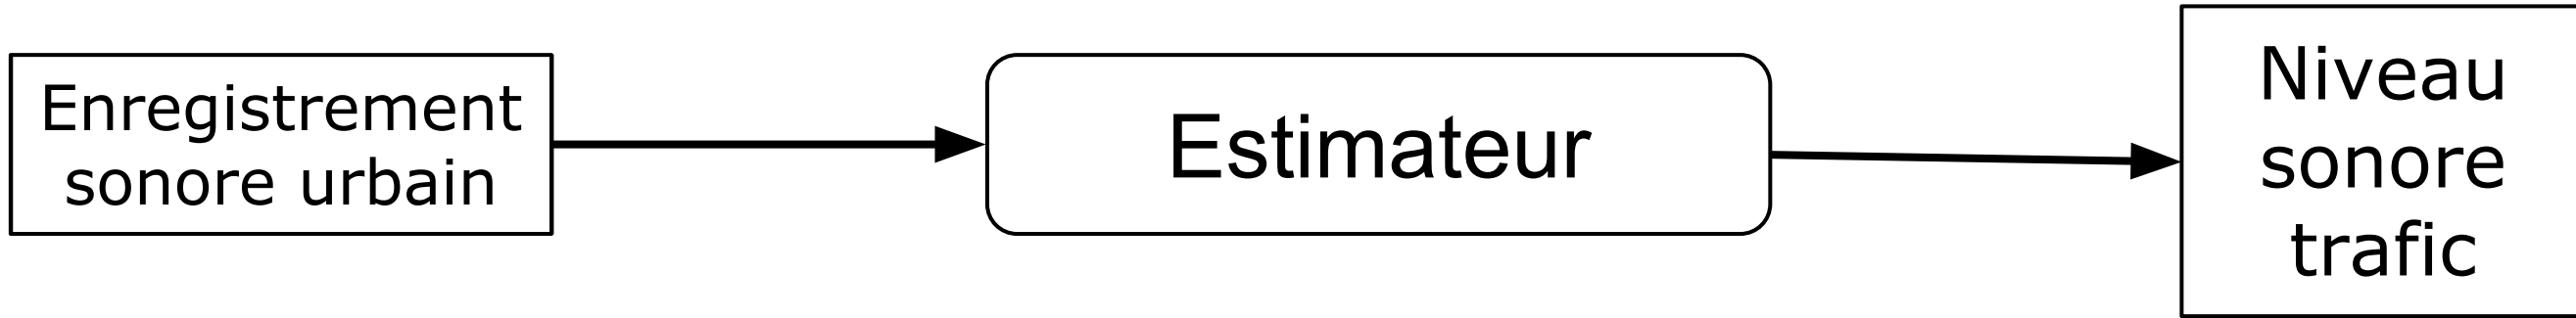 Enregistrement
sonore urbain
Estimateur
Niveau
sonore
trafic